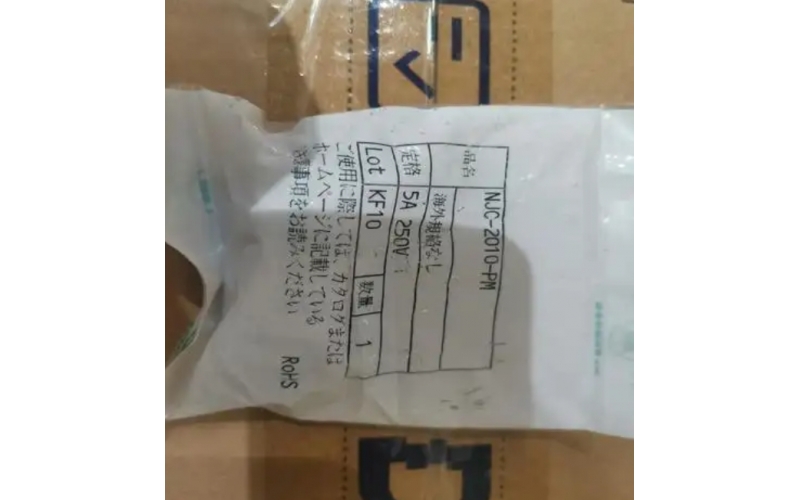 品名 NJC-2010-PM
海外規格なし
定格 5A 250V
Lot KF10 数量 1
ご使用に際しては、カタログまたは
ホームページに記載している
注意事項をお読みください
RoHS